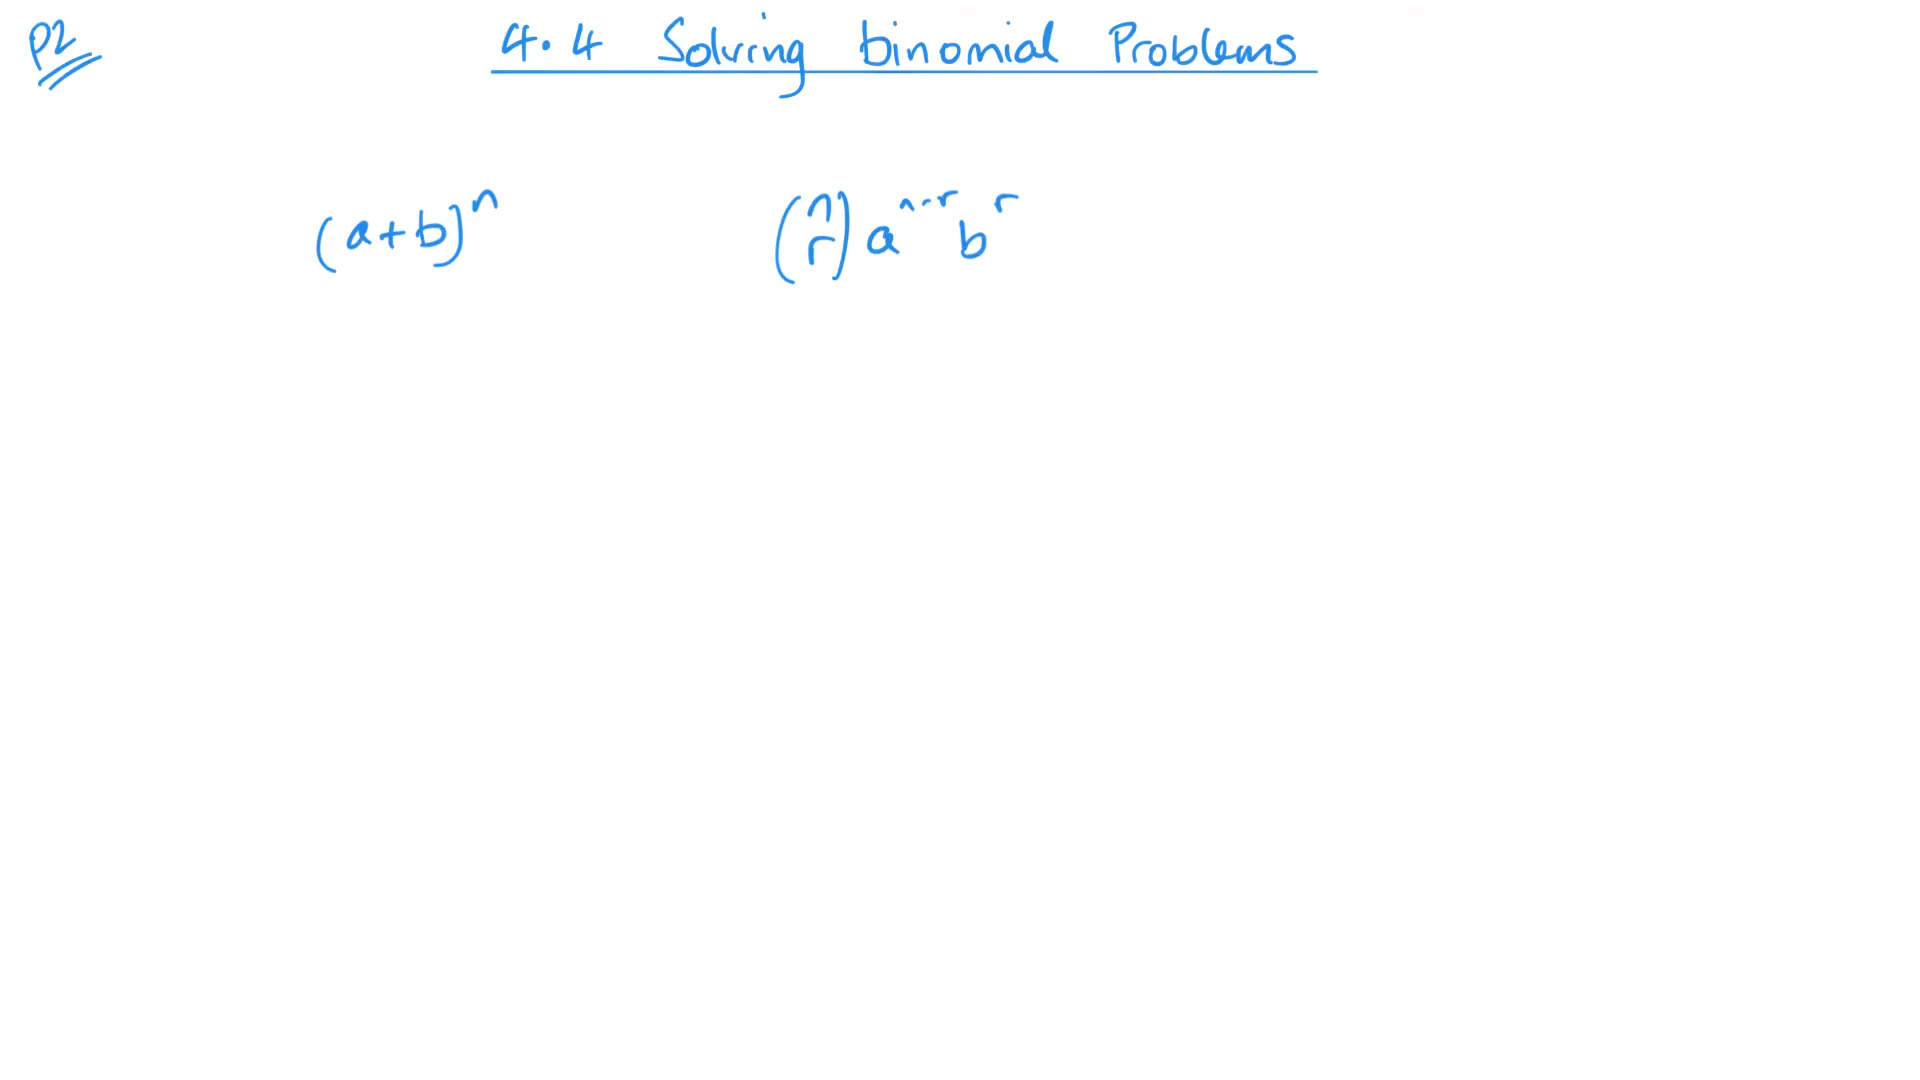 P2
4.4 Solving binomial Problems
(a+b)^n    (n r) a^{n-r} b^r